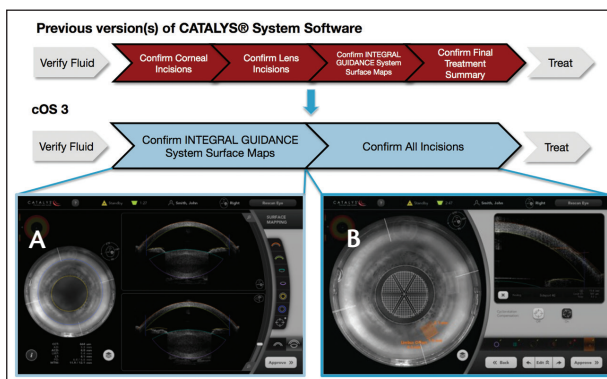 Previous version(s) of CATALYS® System Software
Verify Fluid
Confirm Corneal
Incisions
Confirm Lens
Incisions
Confirm INTEGRAL
GUIDANCE System
Surface Maps
Confirm Final
Treatment
Summary
Treat
cOS 3
Verify Fluid
Confirm INTEGRAL GUIDANCE
System Surface Maps
Confirm All Incisions
Treat
CATALYS
?
Standby
Smith, John
Right
SURFACE
MAPPING
A
i
Approve
CATALYS
?
Standby
Smith, John
Right
B
Back
Edit
Approve